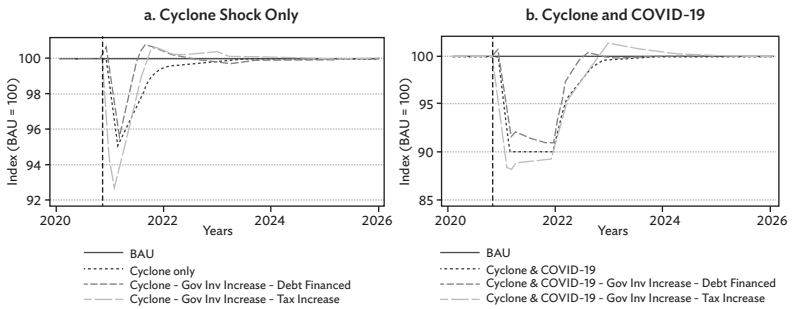 a. Cyclone Shock Only
Index (BAU = 100)
100
98
96
94
92
2020 2022 2024 2026
Years
BAU
Cyclone only
Cyclone - Gov Inv Increase - Debt Financed
Cyclone - Gov Inv Increase - Tax Increase
b. Cyclone and COVID-19
Index (BAU = 100)
100
95
90
85
2020 2022 2024 2026
Years
BAU
Cyclone & COVID-19
Cyclone & COVID-19 - Gov Inv Increase - Debt Financed
Cyclone & COVID-19 - Gov Inv Increase - Tax Increase